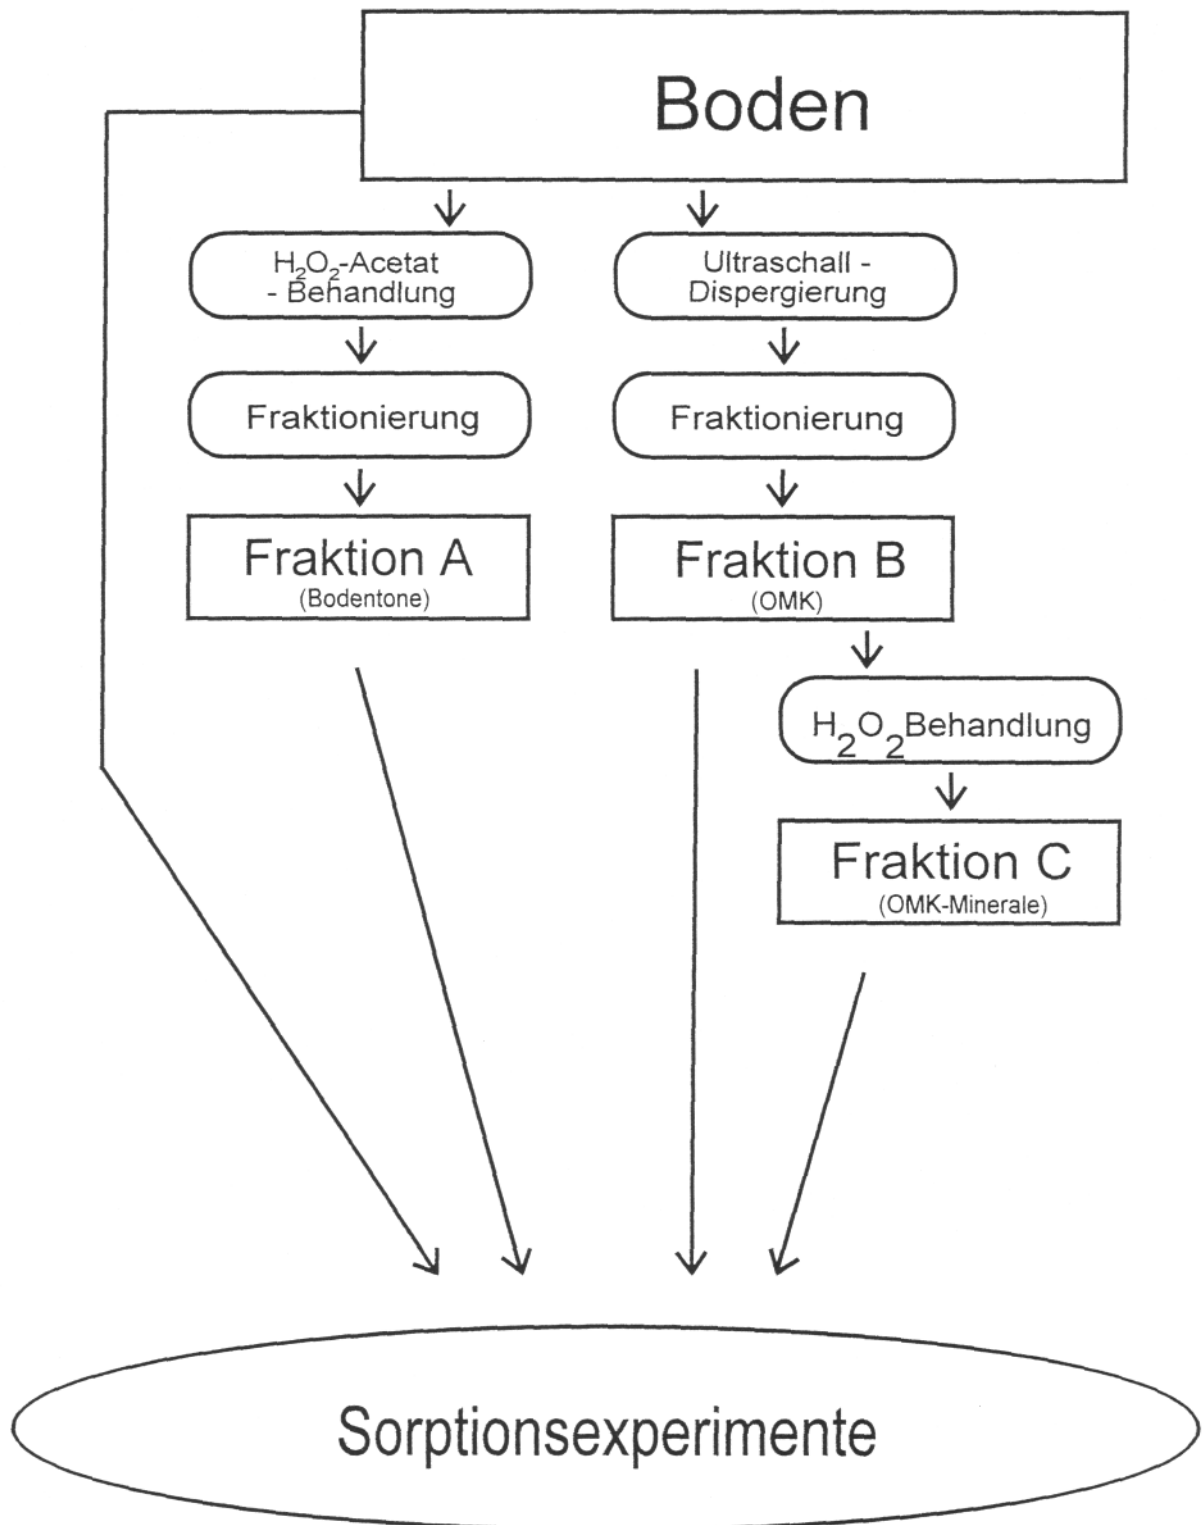 Boden
H₂O₂-Acetat
- Behandlung
Ultraschall -
Dispergierung
Fraktionierung
Fraktionierung
Fraktion A
(Bodentone)
Fraktion B
(OMK)
H₂O₂Behandlung
Fraktion C
(OMK-Minerale)
Sorptionsexperimente